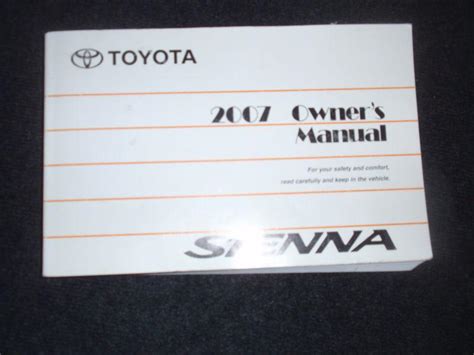 TOYOTA
2007 Owner's
Manual
For your safety and comfort,
read carefully and keep in the vehicle.
SIENNA